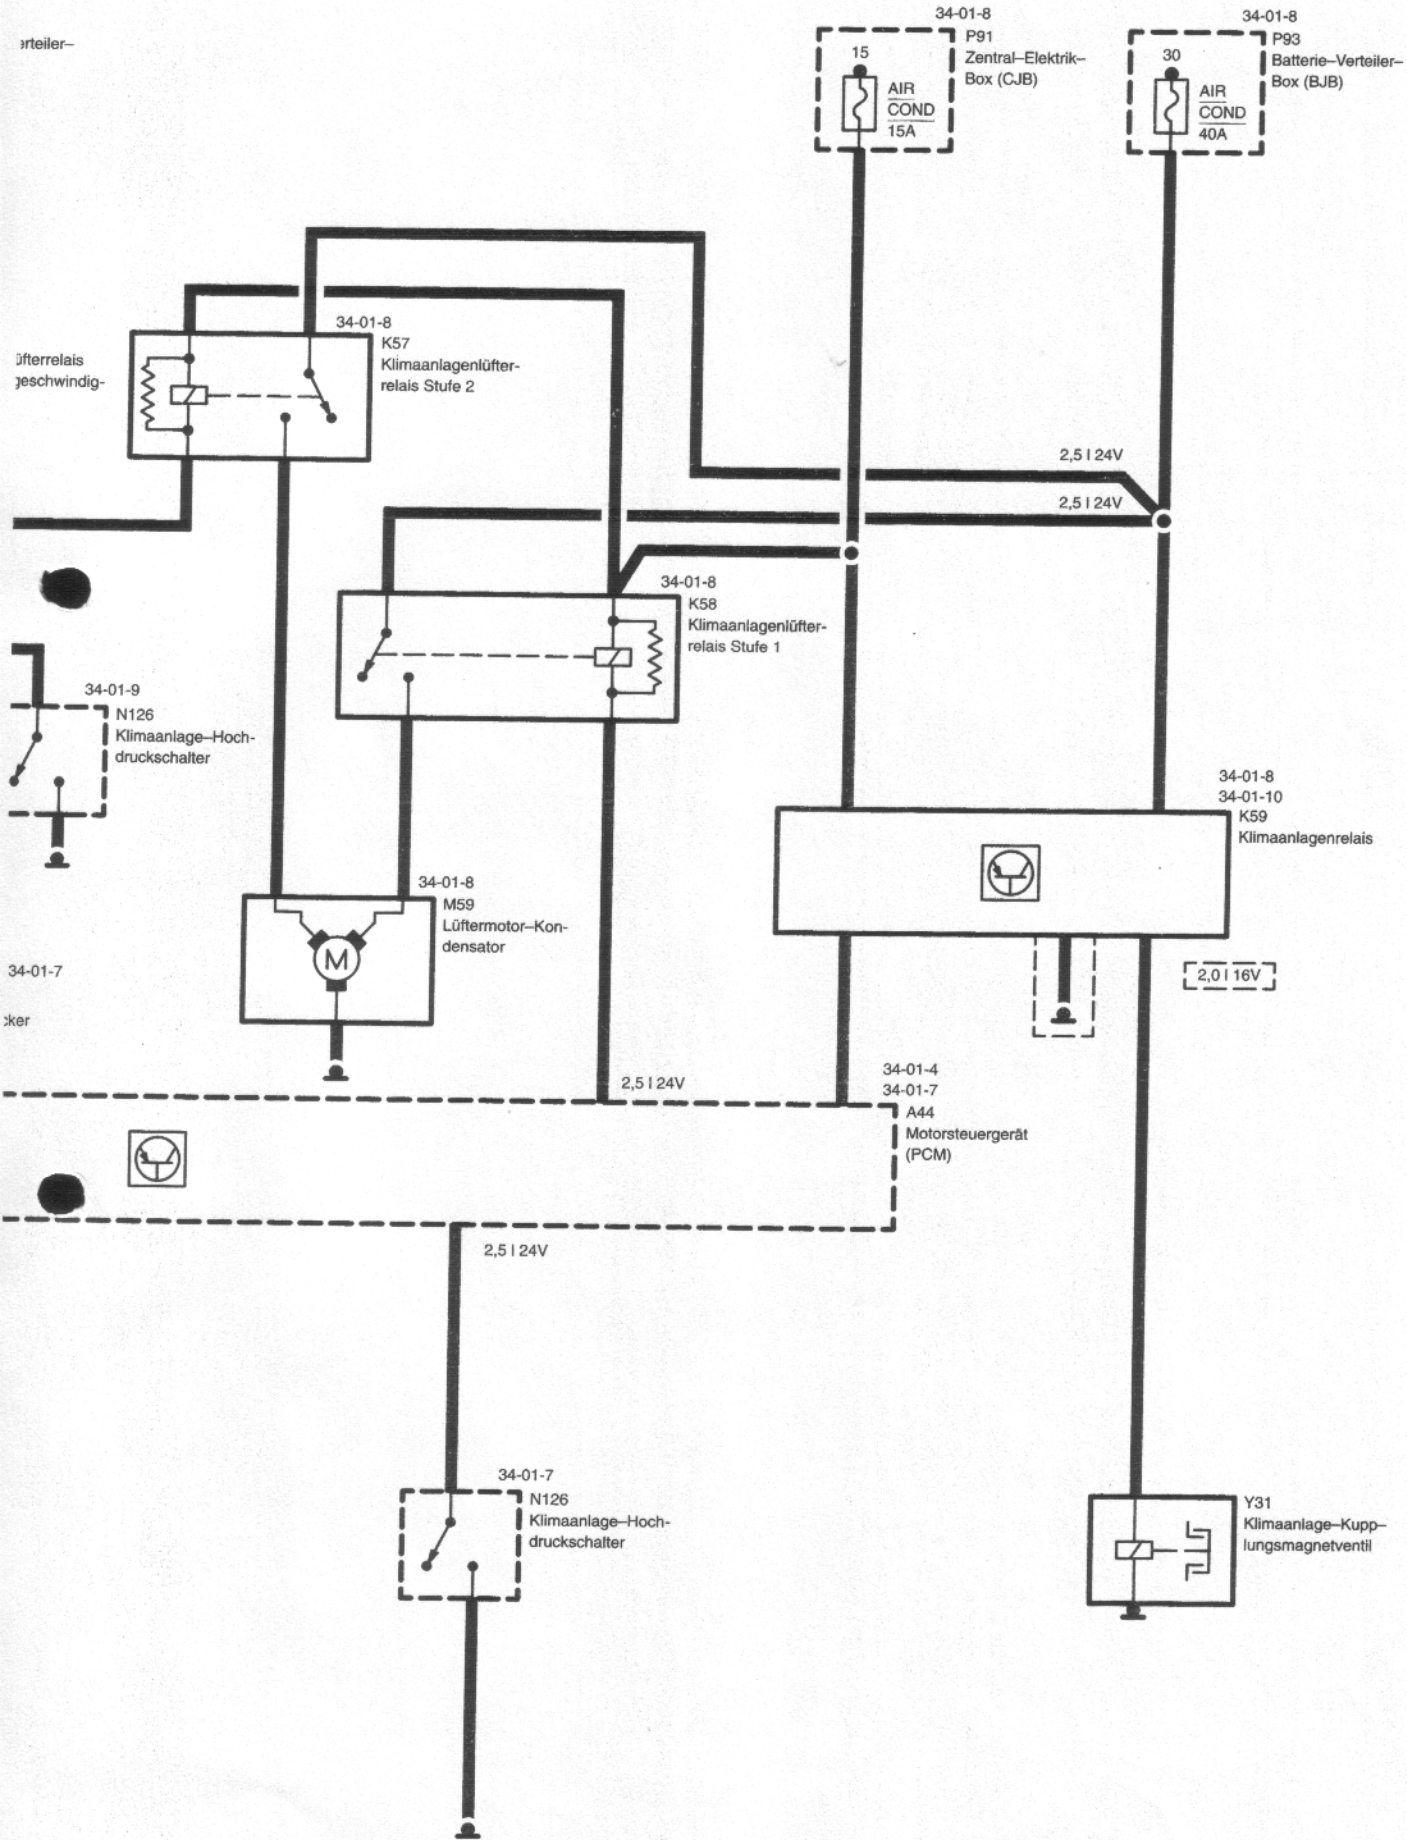 erteiler–
34-01-8
P91
Zentral–Elektrik–
Box (CJB)
15
AIR
COND
15A
34-01-8
P93
Batterie–Verteiler–
Box (BJB)
30
AIR
COND
40A
34-01-8
K57
Klimaanlagenlüfter-
relais Stufe 2
üfterrelais
geschwindig-
2,5 l 24V
2,5 l 24V
34-01-8
K58
Klimaanlagenlüfter-
relais Stufe 1
34-01-9
N126
Klimaanlage–Hoch-
druckschalter
34-01-8
34-01-10
K59
Klimaanlagenrelais
34-01-8
M59
Lüftermotor–Kon-
densator
M
34-01-7
cker
2,0 l 16V
2,5 l 24V
34-01-4
34-01-7
A44
Motorsteuergerät
(PCM)
2,5 l 24V
34-01-7
N126
Klimaanlage–Hoch-
druckschalter
Y31
Klimaanlage–Kupp–
lungsmagnetventil